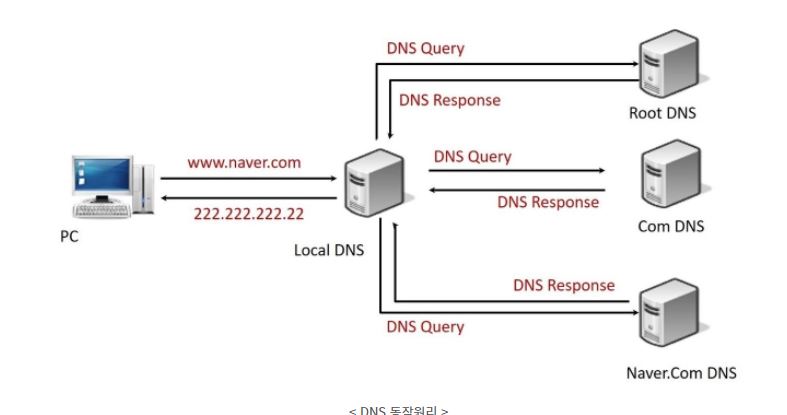 DNS Query
DNS Response
Root DNS
www.naver.com
222.222.222.22
PC
Local DNS
DNS Query
DNS Response
Com DNS
DNS Response
DNS Query
Naver.Com DNS
< DNS 동작원리 >